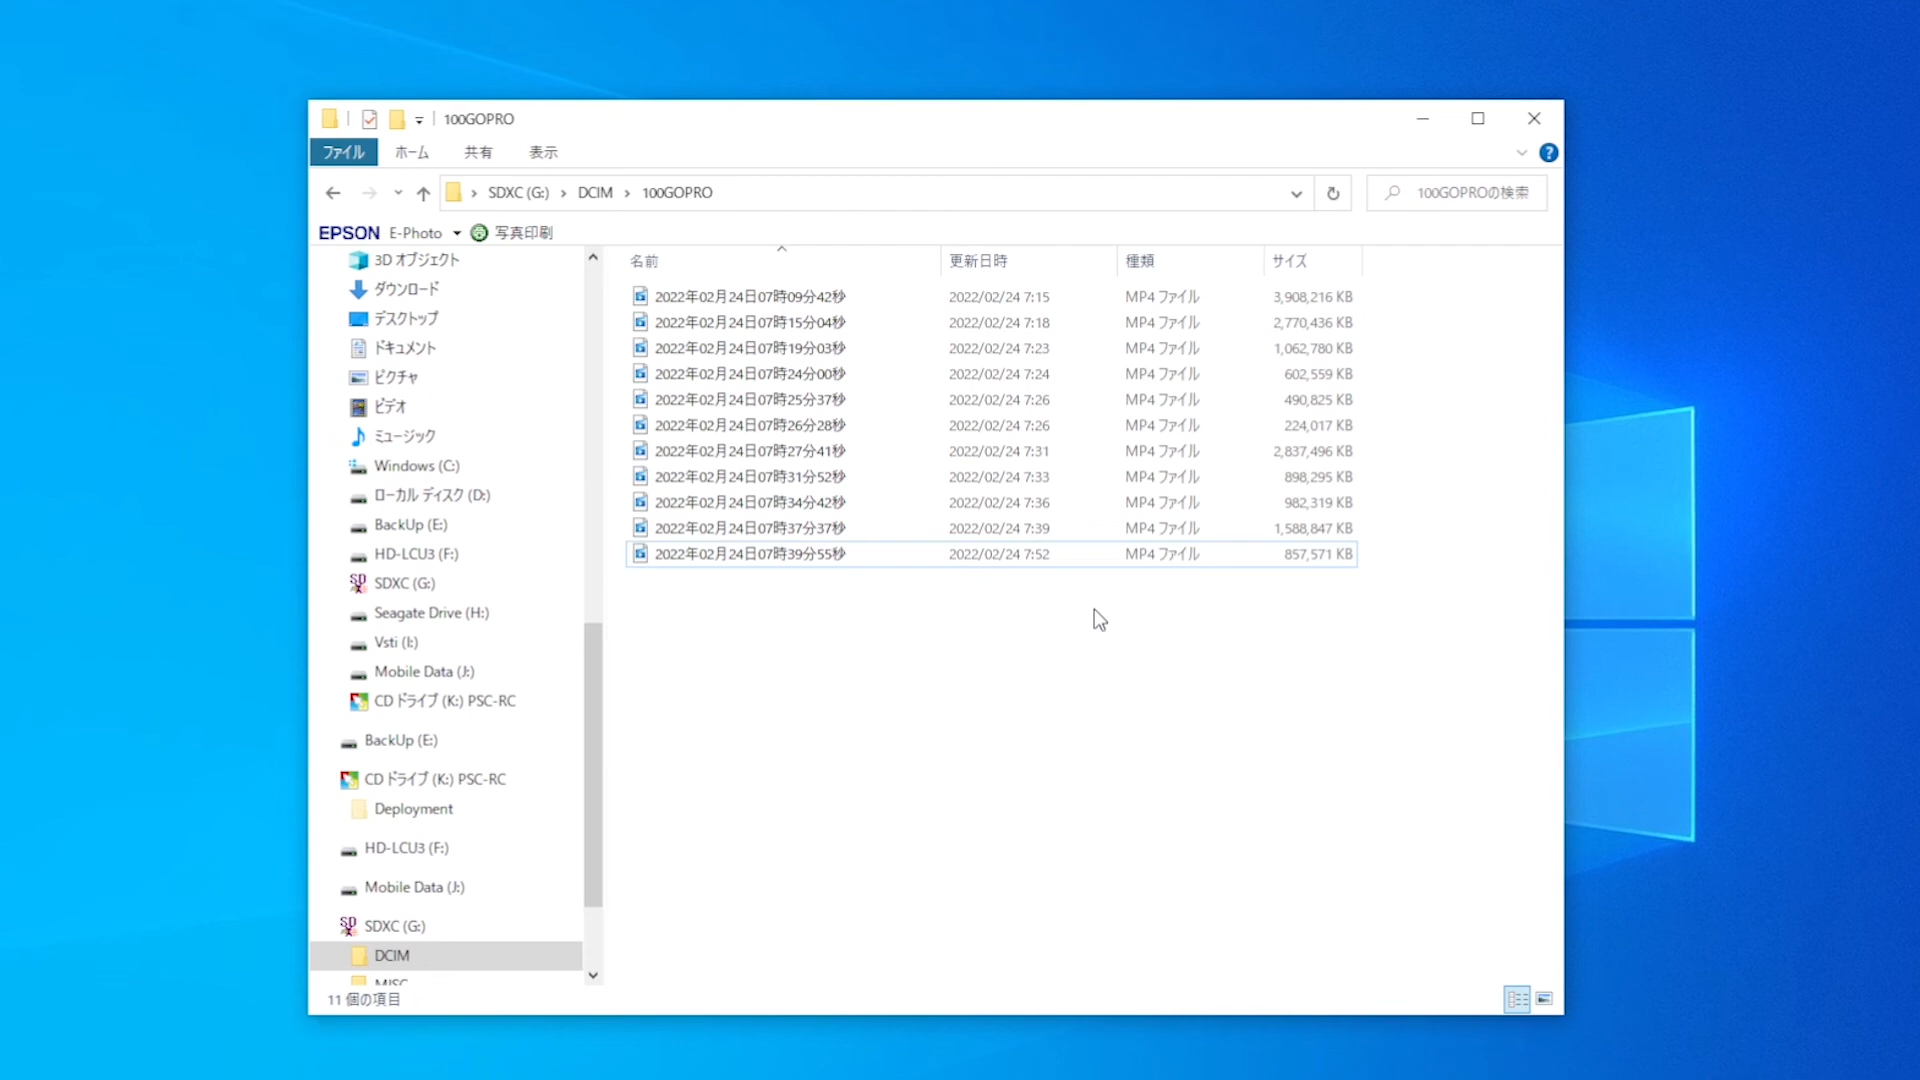 100GOPRO
ファイル ホーム 共有 表示
SDXC (G:) › DCIM › 100GOPRO 100GOPROの検索
EPSON E-Photo 写真印刷
3D オブジェクト
ダウンロード
デスクトップ
ドキュメント
ピクチャ
ビデオ
ミュージック
Windows (C:)
ローカル ディスク (D:)
BackUp (E:)
HD-LCU3 (F:)
SDXC (G:)
Seagate Drive (H:)
Vsti (I:)
Mobile Data (J:)
CD ドライブ (K:) PSC-RC
BackUp (E:)
CD ドライブ (K:) PSC-RC
Deployment
HD-LCU3 (F:)
Mobile Data (J:)
SDXC (G:)
DCIM
MISC
名前 更新日時 種類 サイズ
2022年02月24日07時09分42秒 2022/02/24 7:15 MP4 ファイル 3,908,216 KB
2022年02月24日07時15分04秒 2022/02/24 7:18 MP4 ファイル 2,770,436 KB
2022年02月24日07時19分03秒 2022/02/24 7:23 MP4 ファイル 1,062,780 KB
2022年02月24日07時24分00秒 2022/02/24 7:24 MP4 ファイル 602,559 KB
2022年02月24日07時25分37秒 2022/02/24 7:26 MP4 ファイル 490,825 KB
2022年02月24日07時26分28秒 2022/02/24 7:26 MP4 ファイル 224,017 KB
2022年02月24日07時27分41秒 2022/02/24 7:31 MP4 ファイル 2,837,496 KB
2022年02月24日07時31分52秒 2022/02/24 7:33 MP4 ファイル 898,295 KB
2022年02月24日07時34分42秒 2022/02/24 7:36 MP4 ファイル 982,319 KB
2022年02月24日07時37分37秒 2022/02/24 7:39 MP4 ファイル 1,588,847 KB
2022年02月24日07時39分55秒 2022/02/24 7:52 MP4 ファイル 857,571 KB
11 個の項目